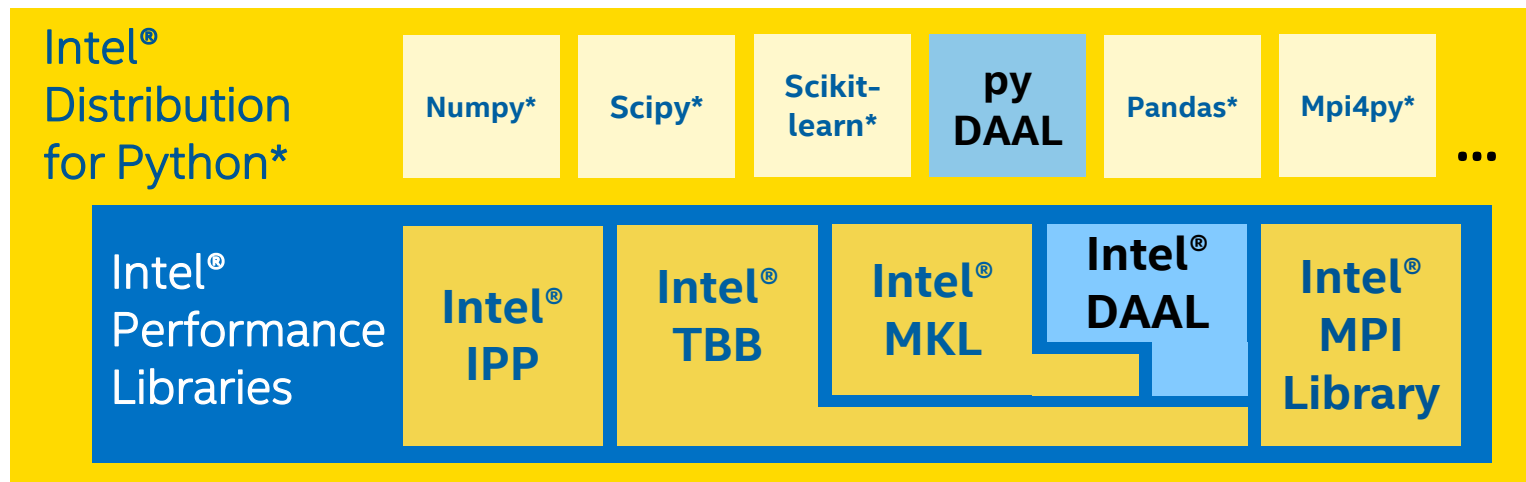 Intel®
Distribution
for Python*
Numpy*
Scipy*
Scikit-
learn*
py
DAAL
Pandas*
Mpi4py*
...
Intel®
Performance
Libraries
Intel®
IPP
Intel®
TBB
Intel®
MKL
Intel®
DAAL
Intel®
MPI
Library